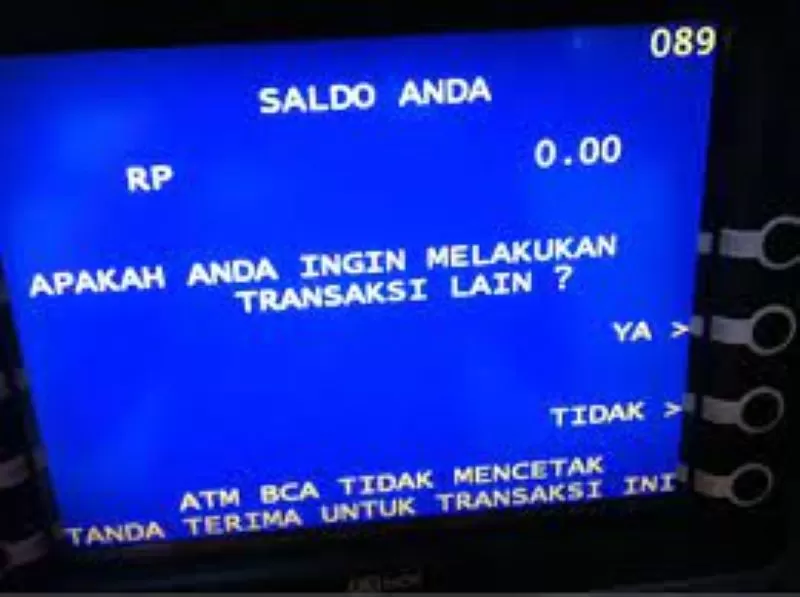 089
SALDO ANDA
RP 0.00
APAKAH ANDA INGIN MELAKUKAN
TRANSAKSI LAIN ?
YA >
TIDAK >
ATM BCA TIDAK MENCETAK
TANDA TERIMA UNTUK TRANSAKSI INI